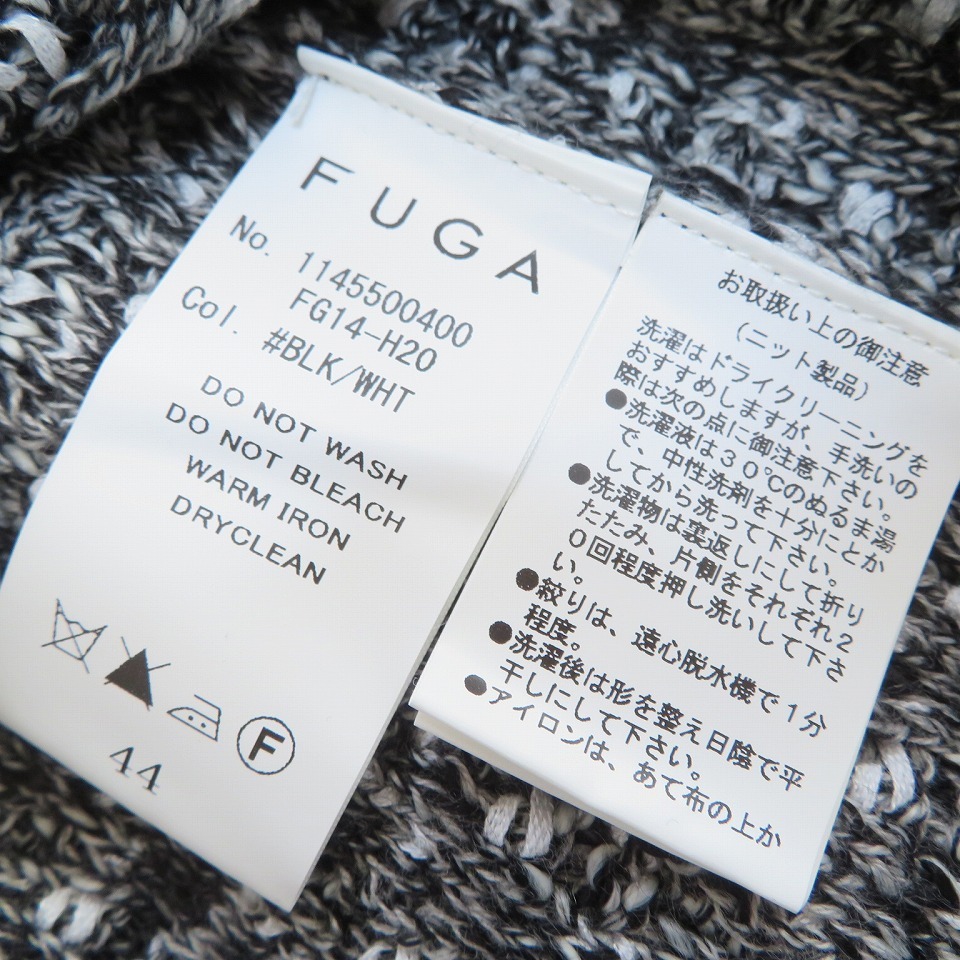 FUGA
No. 1145500400
FG14-H20
Col. #BLK/WHT
DO NOT WASH
DO NOT BLEACH
WARM IRON
DRYCLEAN
F
44
お取扱い上の御注意
(ニット製品)
洗濯はドライクリーニングを
おすすめしますが、手洗いの
際は次の点に御注意下さい。
●洗濯液は30℃のぬるま湯
で、中性洗剤を十分にとか
してから洗って下さい。
●洗濯物は裏返しにして折り
たたみ、片側をそれぞれ2
0回程度押し洗いして下さ
い。
●絞りは、遠心脱水機で1分
程度。
●洗濯後は形を整え日陰で平
干しにして下さい。
●アイロンは、あて布の上か